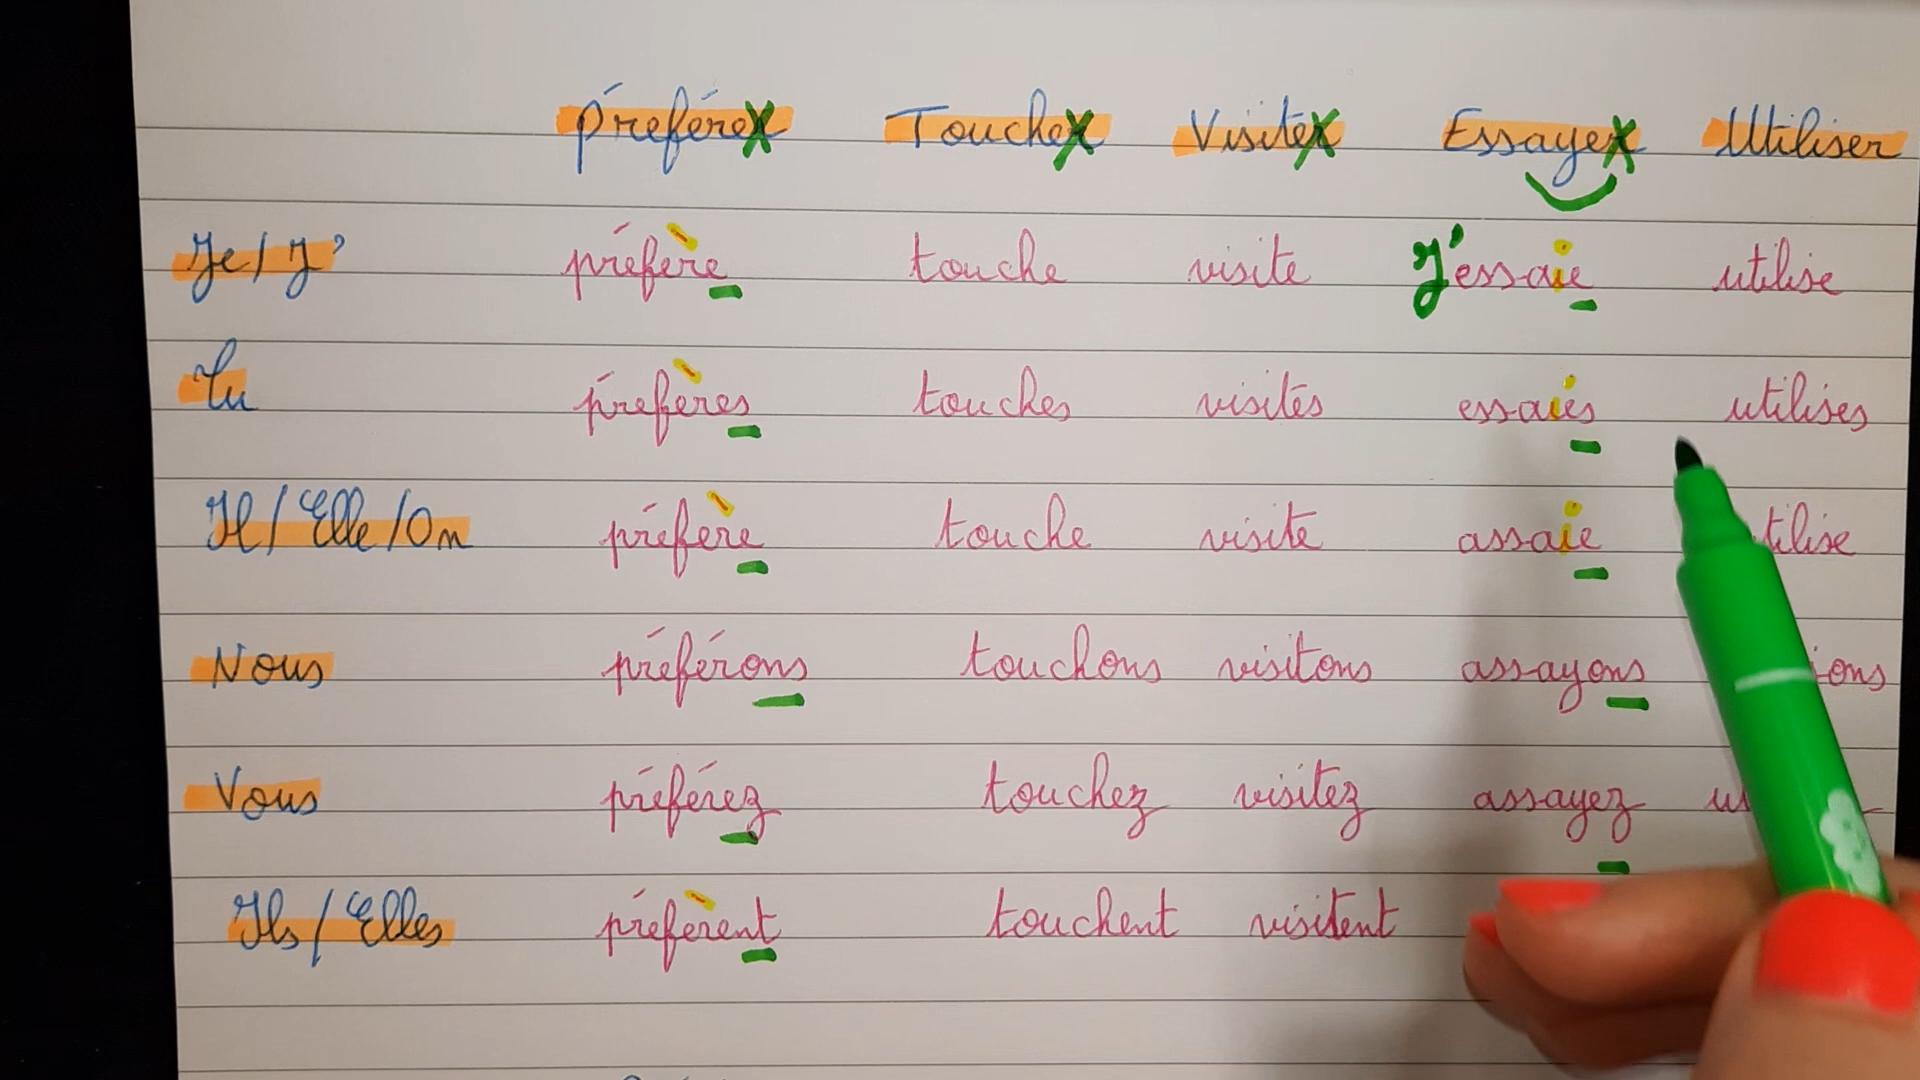 Préférer Toucher Visiter Essayer Utiliser
Je/J' préfère touche visite J'essaie utilise
Tu préfères touches visites essaies utilises
Il/Elle/On préfère touche visite assaie utilise
Nous préférons touchons visitons assayons
Vous préférez touchez visitez assayez
Ils/Elles préfèrent touchent visitent